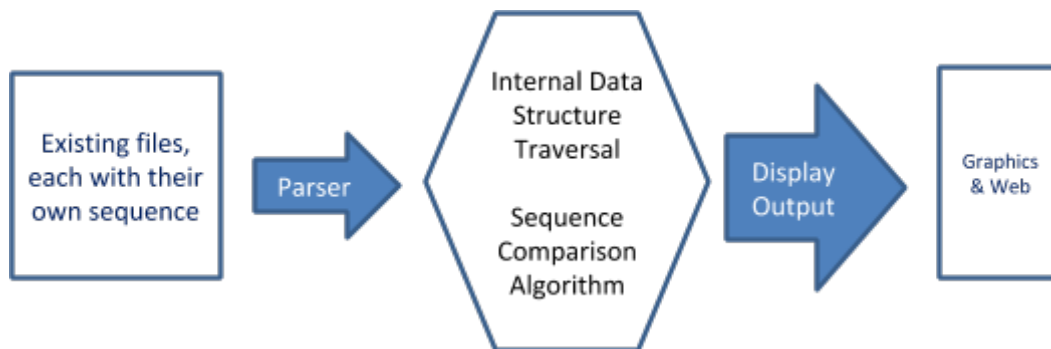 Existing files,
each with their
own sequence
Parser
Internal Data
Structure
Traversal
Sequence
Comparison
Algorithm
Display
Output
Graphics
& Web